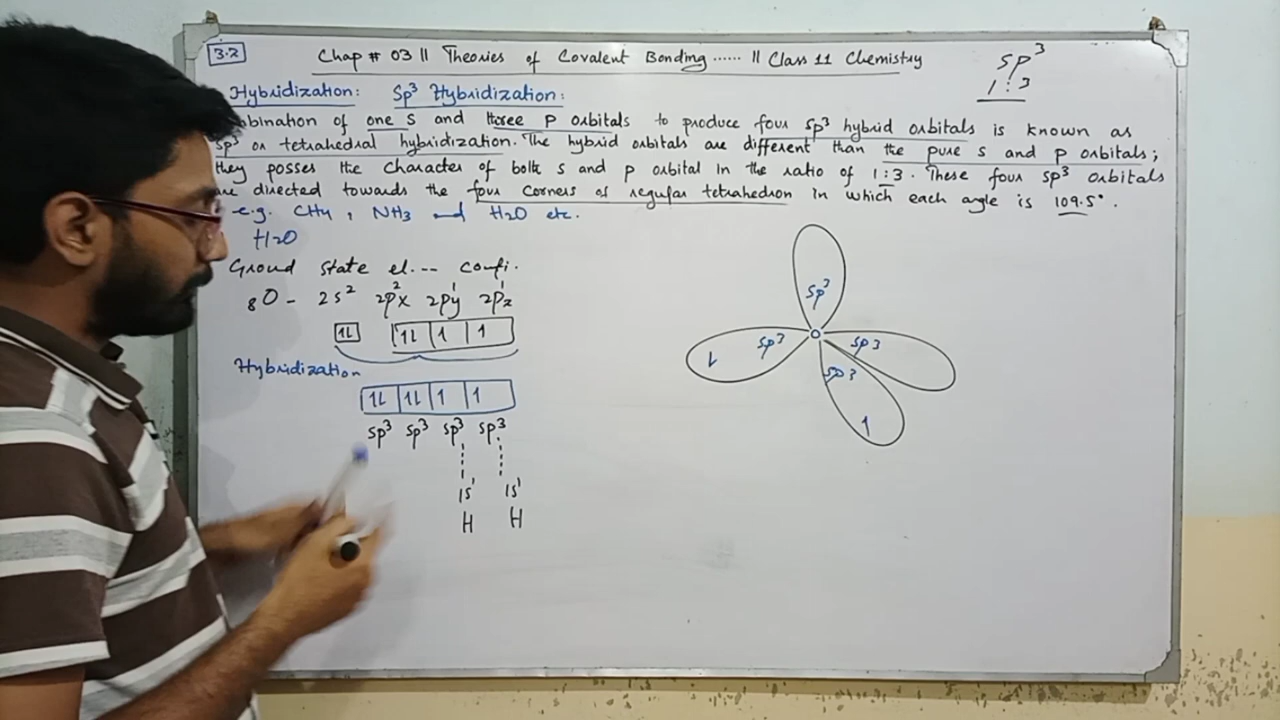 3.2
Chap # 03 || Theories of Covalent Bonding ...... || Class 11 Chemistry
sp³
1:3
Hybridization: Sp³ Hybridization:
bination of one s and three p orbitals to produce four sp³ hybrid orbitals is known as
sp³ or tetrahedral hybridization. The hybrid orbitals are different than the pure s and p orbitals;
they posses the character of both s and p orbital in the ratio of 1:3. These four sp³ orbitals
directed towards the four corners of regular tetrahedron in which each angle is 109.5°.
e.g. CH4, NH3 and H2O etc.
H2O
Ground state el.-- confi.
₈O - 2s² 2p²x 2p¹y 2p¹z
1L 1L 1 1
Hybridization
1L 1L 1 1
sp³ sp³ sp³ sp³
1s¹ 1s¹
H H
sp³
sp³ sp3
sp3
1
1